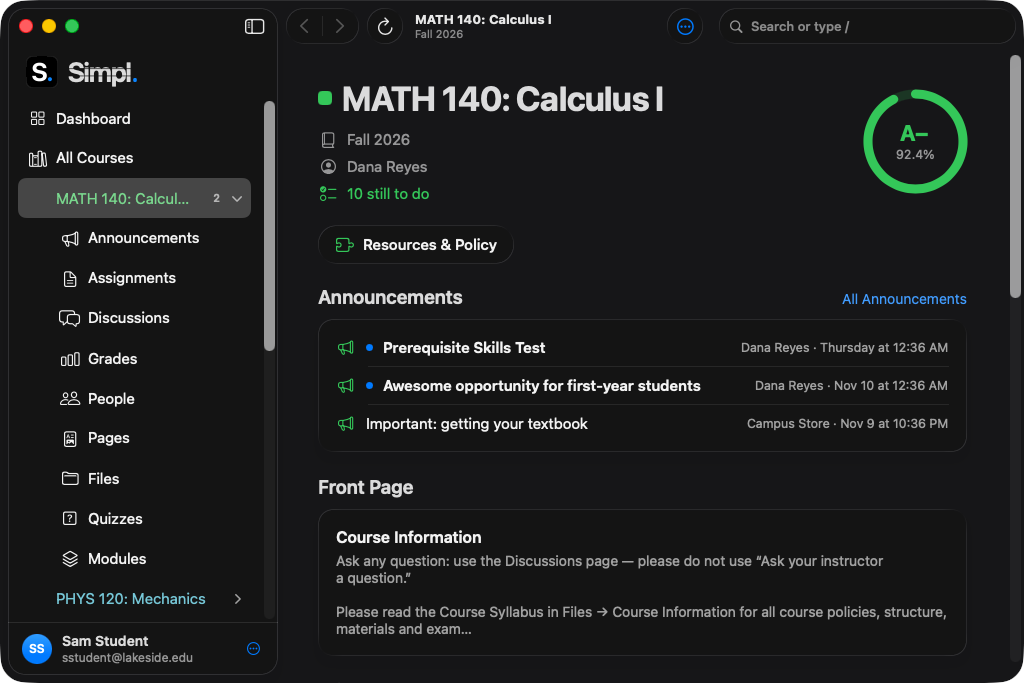 MATH 140: Calculus I
Fall 2026
Search or type /
S. Simpl.
Dashboard
All Courses
MATH 140: Calcul... 2
Announcements
Assignments
Discussions
Grades
People
Pages
Files
Quizzes
Modules
PHYS 120: Mechanics
SS
Sam Student
sstudent@lakeside.edu
MATH 140: Calculus I
Fall 2026
Dana Reyes
10 still to do
A–
92.4%
Resources & Policy
Announcements
All Announcements
Prerequisite Skills Test Dana Reyes · Thursday at 12:36 AM
Awesome opportunity for first-year students Dana Reyes · Nov 10 at 12:36 AM
Important: getting your textbook Campus Store · Nov 9 at 10:36 PM
Front Page
Course Information
Ask any question: use the Discussions page — please do not use “Ask your instructor
a question.”
Please read the Course Syllabus in Files → Course Information for all course policies, structure,
materials and exam...